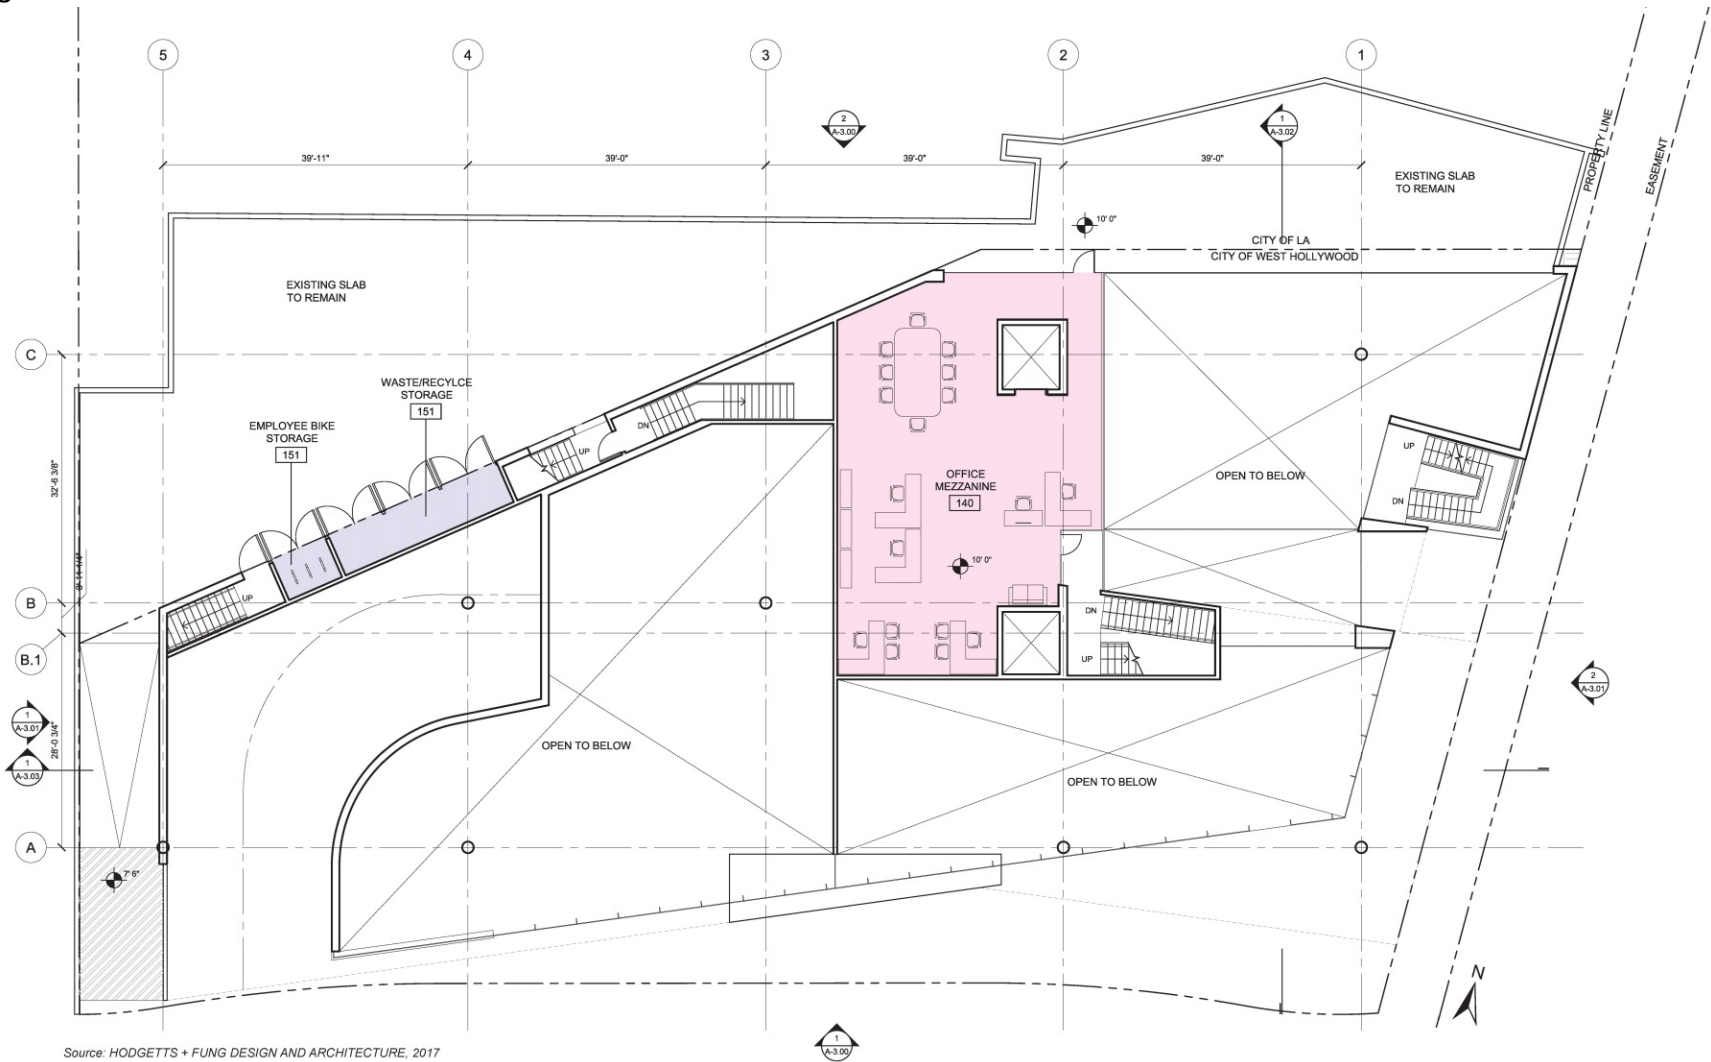 5
4
3
2
1
2
A-3.00
1
A-3.02
39'-11"
39'-0"
39'-0"
39'-0"
PROPERTY LINE
EASEMENT
EXISTING SLAB
TO REMAIN
10' 0"
CITY OF LA
CITY OF WEST HOLLYWOOD
EXISTING SLAB
TO REMAIN
C
WASTE/RECYLCE
STORAGE
151
EMPLOYEE BIKE
STORAGE
151
DN
UP
UP
DN
OPEN TO BELOW
OFFICE
MEZZANINE
140
32'-6 3/8"
10' 0"
B
UP
DN
UP
B.1
2
A-3.01
1
A-3.01
28'-0 3/4"
1
A-3.03
OPEN TO BELOW
OPEN TO BELOW
A
7' 6"
N
1
A-3.00
Source: HODGETTS + FUNG DESIGN AND ARCHITECTURE, 2017